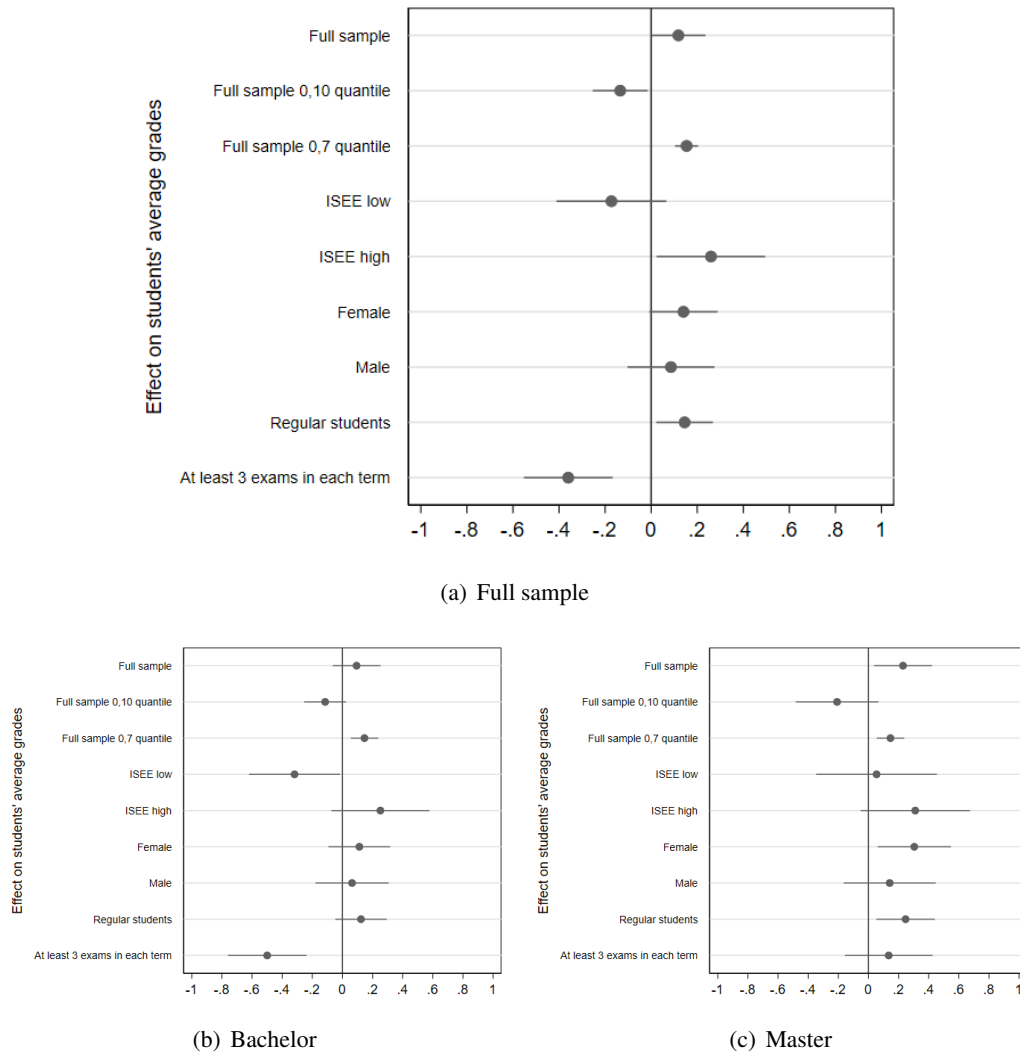 Effect on students' average grades
Full sample
Full sample 0,10 quantile
Full sample 0,7 quantile
ISEE low
ISEE high
Female
Male
Regular students
At least 3 exams in each term
-1 -.8 -.6 -.4 -.2 0 .2 .4 .6 .8 1
(a) Full sample
Effect on students' average grades
Full sample
Full sample 0,10 quantile
Full sample 0,7 quantile
ISEE low
ISEE high
Female
Male
Regular students
At least 3 exams in each term
-1 -.8 -.6 -.4 -.2 0 .2 .4 .6 .8 1
(b) Bachelor
Effect on students' average grades
Full sample
Full sample 0,10 quantile
Full sample 0,7 quantile
ISEE low
ISEE high
Female
Male
Regular students
At least 3 exams in each term
-1 -.8 -.6 -.4 -.2 0 .2 .4 .6 .8 1
(c) Master